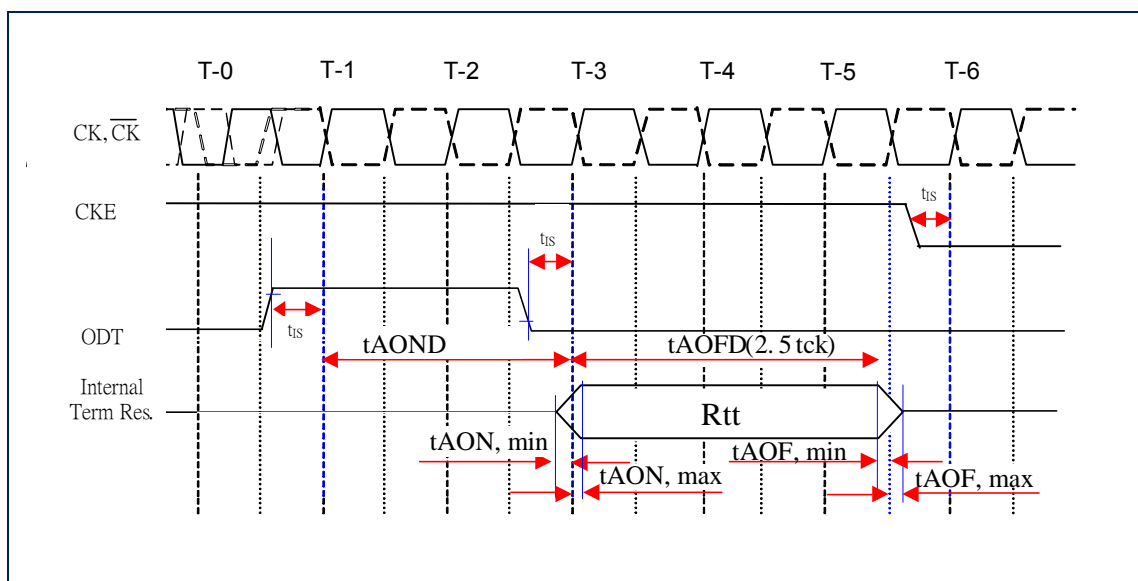 T-0 T-1 T-2 T-3 T-4 T-5 T-6
CK, CK
CKE
tIS
tIS
tIS
ODT
tAOND
tAOFD(2.5 tck)
Internal
Term Res.
Rtt
tAON, min
tAOF, min
tAON, max
tAOF, max